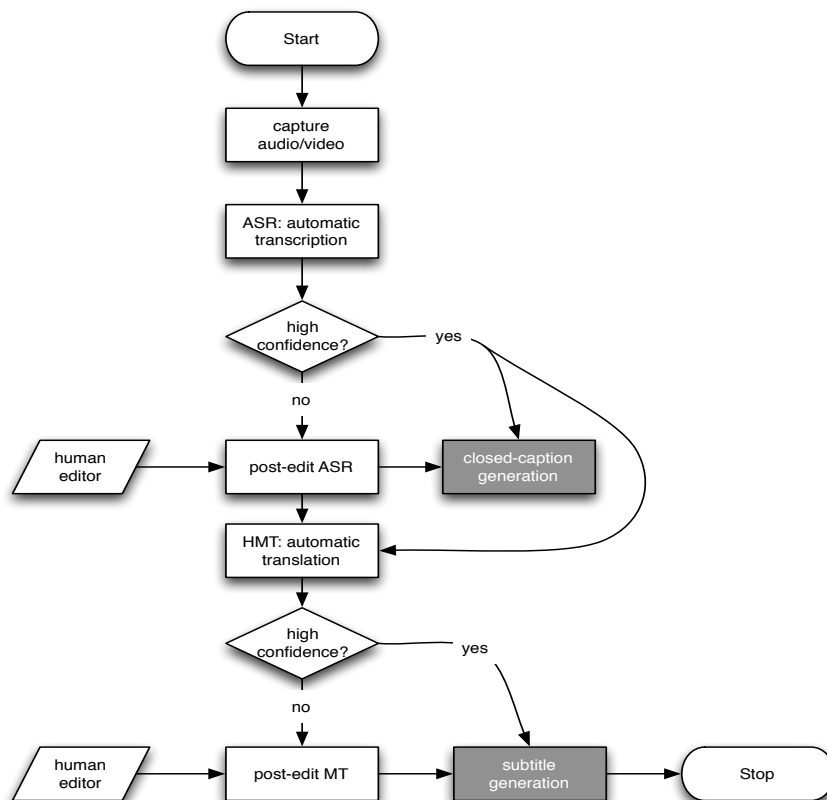 Start
capture
audio/video
ASR: automatic
transcription
high
confidence?
yes
no
human
editor
post-edit ASR
closed-caption
generation
HMT: automatic
translation
high
confidence?
yes
no
human
editor
post-edit MT
subtitle
generation
Stop